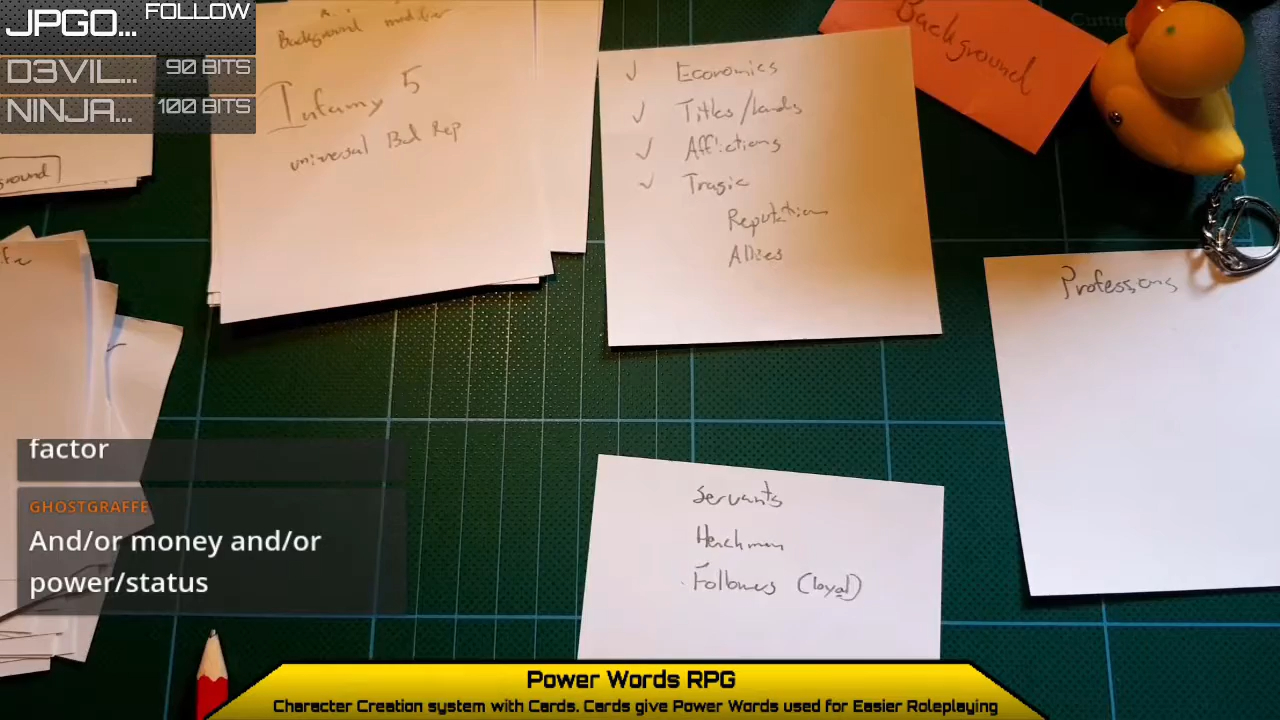 JPGO...
FOLLOW
D3VIL...
90 BITS
NINJA...
100 BITS
Background modifier
Infamy 5
universal Bad Rep
ground
Economics
Titles/Lands
Afflictions
Tragic
Reputation
Allies
Background
Professions
Servants
Henchman
Followers (loyal)
factor
GHOSTGRAFFE
And/or money and/or
power/status
Power Words RPG
Character Creation system with Cards. Cards give Power Words used for Easier Roleplaying